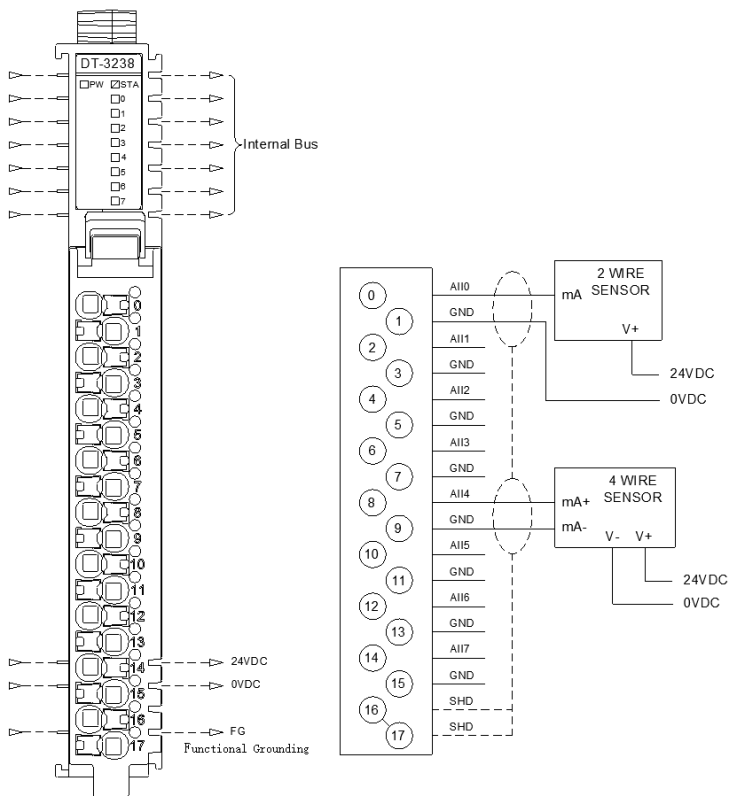 DT-3238
PW STA
0
1
2
3
4
5
6
7
Internal Bus
0
1
2
3
4
5
6
7
8
9
10
11
12
13
14
15
16
17
24VDC
0VDC
FG
Functional Grounding
0 AII0
1 GND
2 AII1
3 GND
4 AII2
5 GND
6 AII3
7 GND
8 AII4
9 GND
10 AII5
11 GND
12 AII6
13 GND
14 AII7
15 GND
16 SHD
17 SHD
2 WIRE
SENSOR
mA
V+
24VDC
0VDC
4 WIRE
SENSOR
mA+
mA-
V- V+
24VDC
0VDC